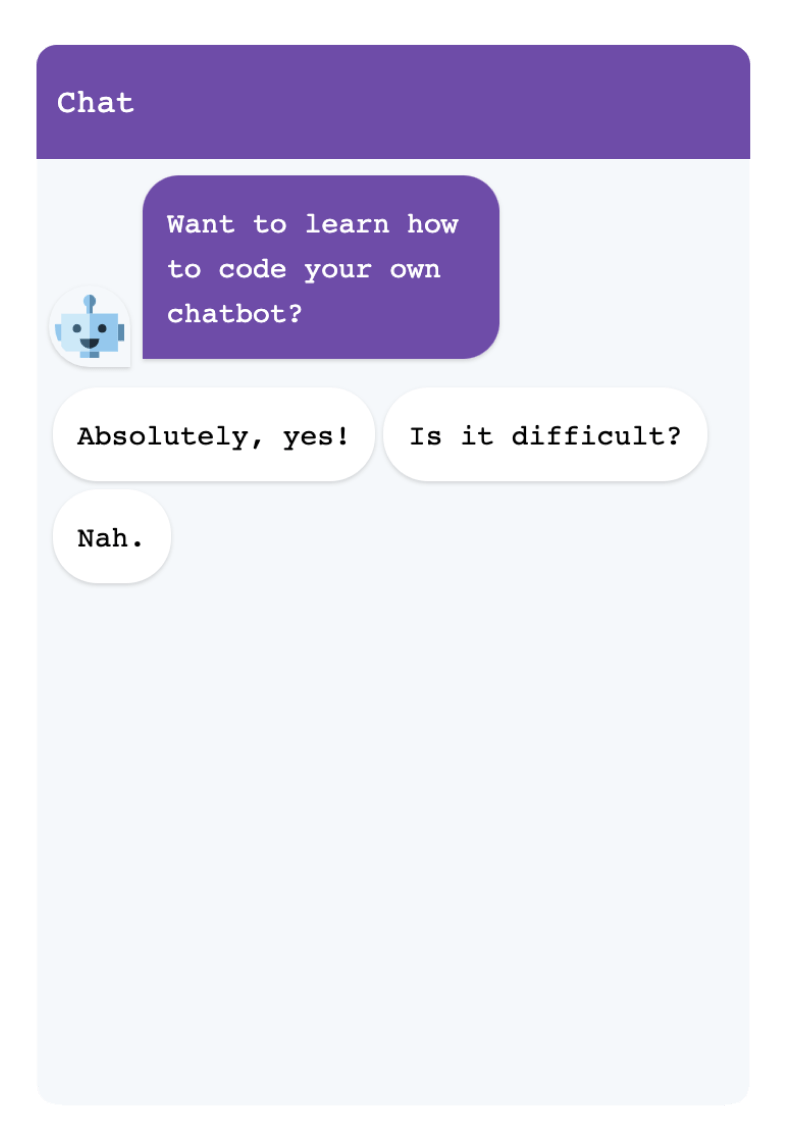 Chat
Want to learn how
to code your own
chatbot?
Absolutely, yes!
Is it difficult?
Nah.